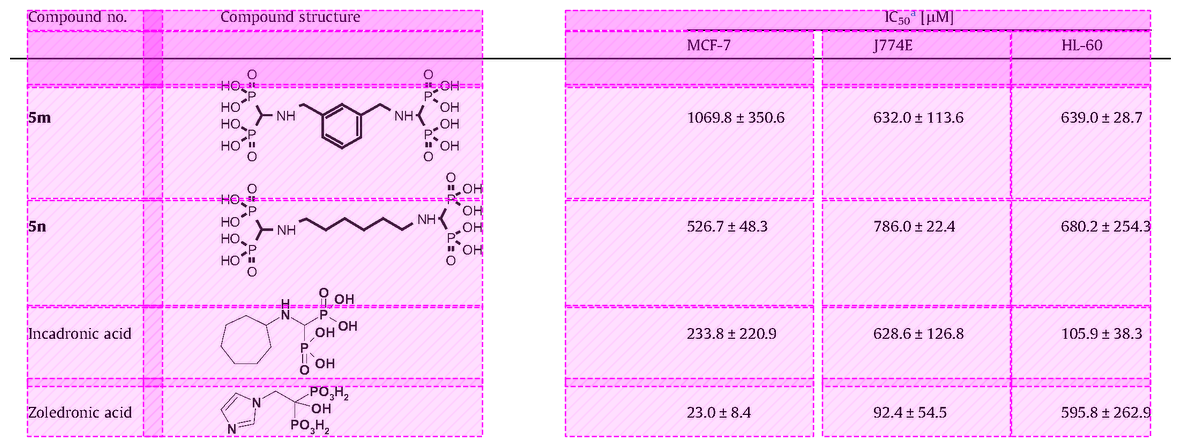 Compound no. Compound structure IC50a [μM]
MCF-7 J774E HL-60
5m 1069.8 ± 350.6 632.0 ± 113.6 639.0 ± 28.7
O HO P HO HO P HO O NH NH O OH P OH OH P OH O
5n 526.7 ± 48.3 786.0 ± 22.4 680.2 ± 254.3
O HO P HO HO P HO O NH NH O OH P OH OH P OH O
Incadronic acid 233.8 ± 220.9 628.6 ± 126.8 105.9 ± 38.3
H N O OH P OH OH P OH O
Zoledronic acid 23.0 ± 8.4 92.4 ± 54.5 595.8 ± 262.9
N N PO3H2 OH PO3H2